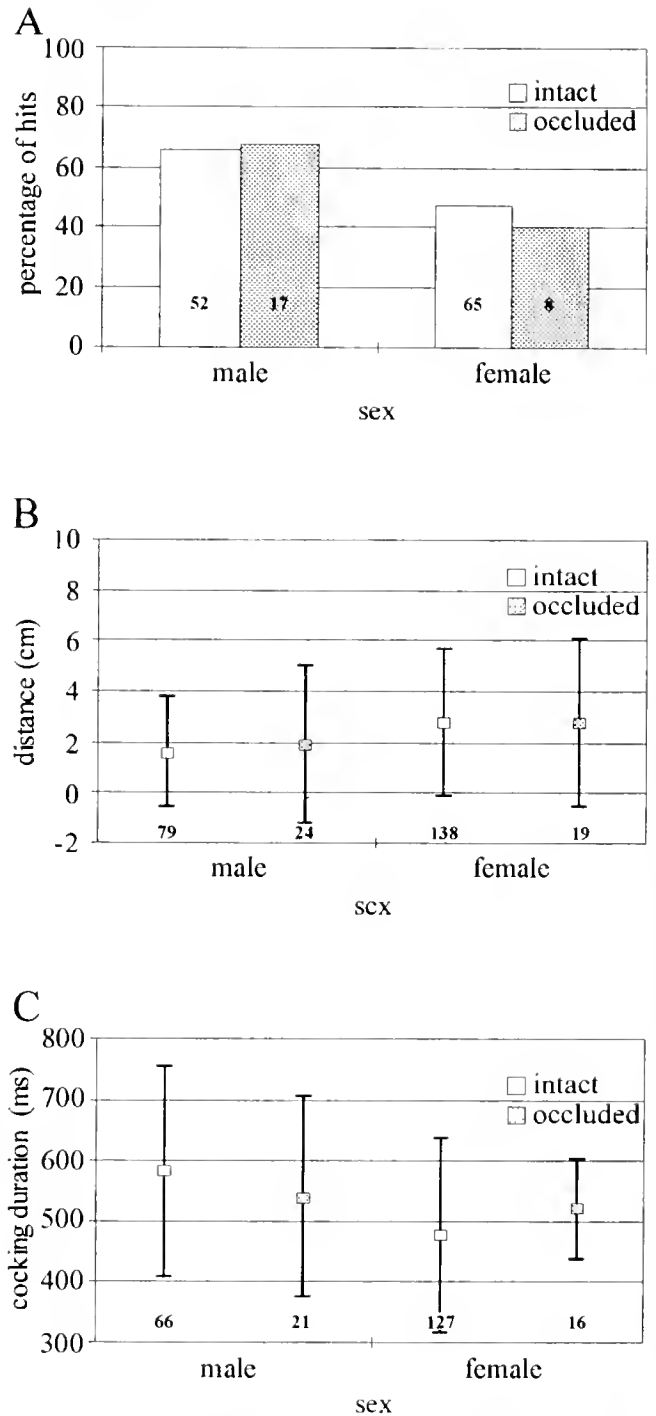 A
percentage of hits
100
80
60
40
20
0
intact
occluded
52
17
65
male
female
sex
B
distance (cm)
10
8
6
4
2
0
-2
intact
occluded
79
24
138
19
male
female
sex
C
cocking duration (ms)
800
700
600
500
400
300
intact
occluded
66
21
127
16
male
female
sex